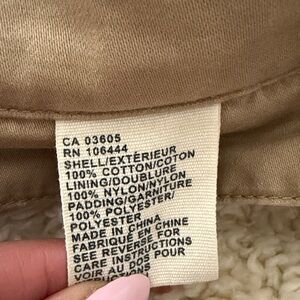 CA 03605
RN 106444
SHELL/EXTÉRIEUR
100% COTTON/COTON
LINING/DOUBLURE
100% NYLON/NYLON
PADDING/GARNITURE
100% POLYESTER/
POLYESTER
MADE IN CHINA
FABRIQUÉ EN CHINE
SEE REVERSE FOR
CARE INSTRUCTIONS
VOIR AU DOS POUR